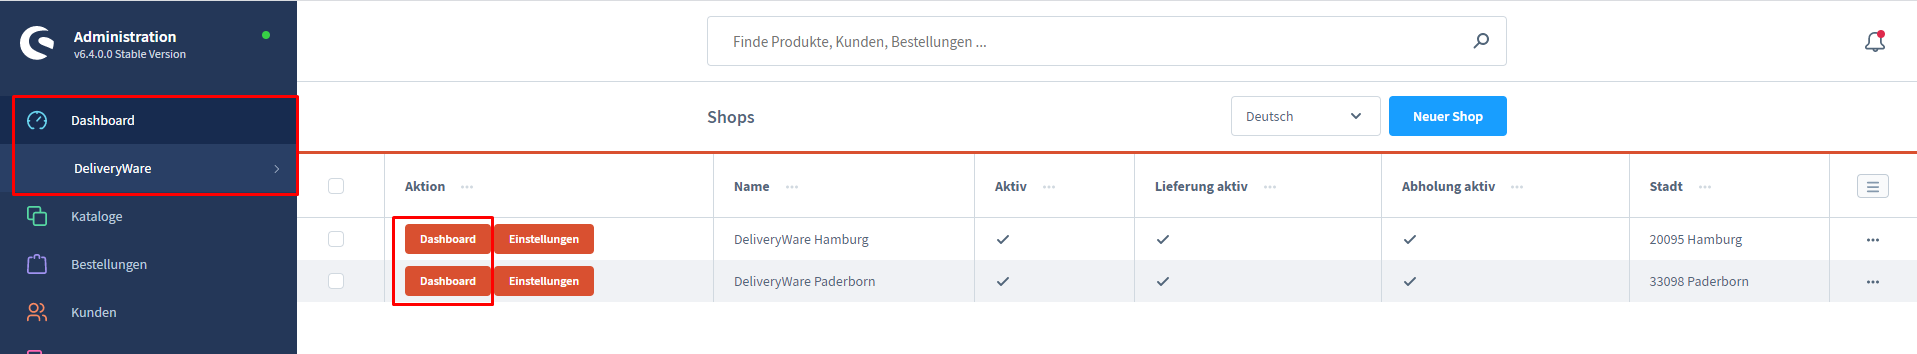 Administration
v6.4.0.0 Stable Version
Finde Produkte, Kunden, Bestellungen ...
Dashboard
DeliveryWare
Kataloge
Bestellungen
Kunden
Shops
Deutsch
Neuer Shop
Aktion ... Name ... Aktiv ... Lieferung aktiv ... Abholung aktiv ... Stadt ...
Dashboard Einstellungen DeliveryWare Hamburg 20095 Hamburg ...
Dashboard Einstellungen DeliveryWare Paderborn 33098 Paderborn ...